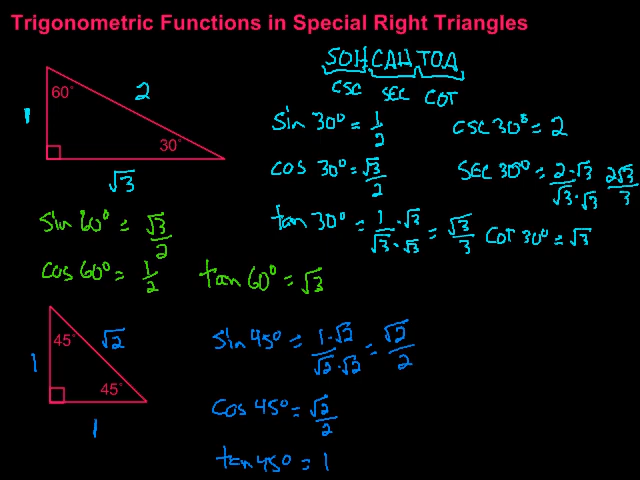 Trigonometric Functions in Special Right Triangles
SOHCAHTOA
CSC SEC COT
60°
2
1
30°
√3
sin 30° = 1/2
csc 30° = 2
cos 30° = √3/2
SEC 30° = 2·√3/√3·√3 2√3/3
tan 30° = 1·√3/√3·√3 = √3/3
COT 30° = √3
sin 60° = √3/2
cos 60° = 1/2
tan 60° = √3
45°
√2
1
45°
1
sin 45° = 1·√2/√2·√2 = √2/2
cos 45° = √2/2
tan 45° = 1